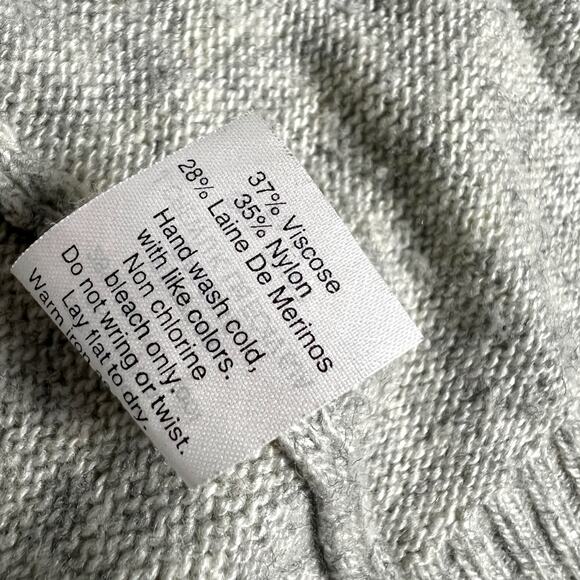 37% Viscose
35% Nylon
28% Laine De Merinos
Hand wash cold,
with like colors.
Non chlorine
bleach only.
Do not wring or twist.
Lay flat to dry.
Warm